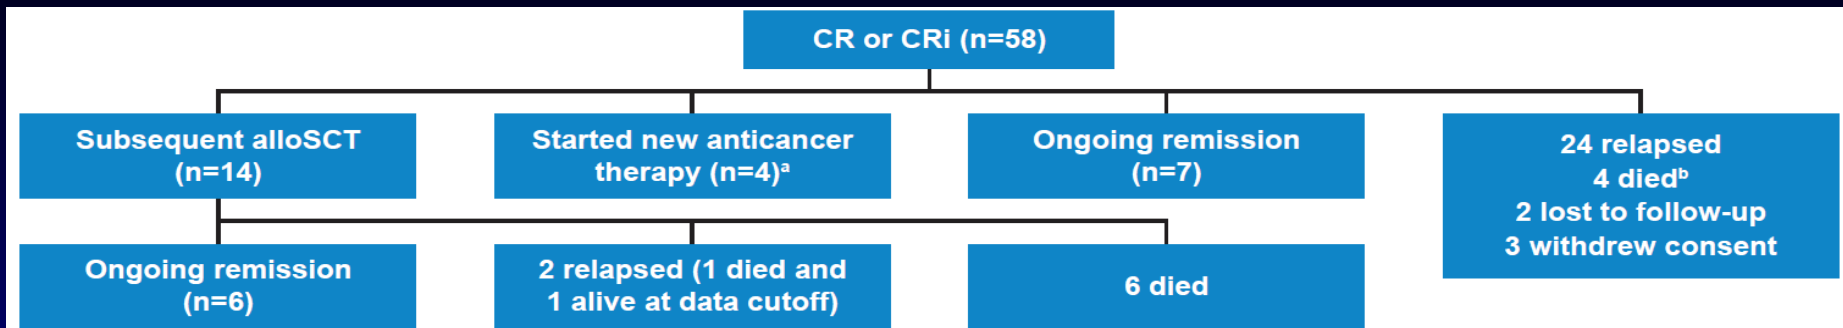 CR or CRi (n=58)
Subsequent alloSCT
(n=14)
Started new anticancer
therapy (n=4)ᵃ
Ongoing remission
(n=7)
24 relapsed
4 diedᵇ
2 lost to follow-up
3 withdrew consent
Ongoing remission
(n=6)
2 relapsed (1 died and
1 alive at data cutoff)
6 died